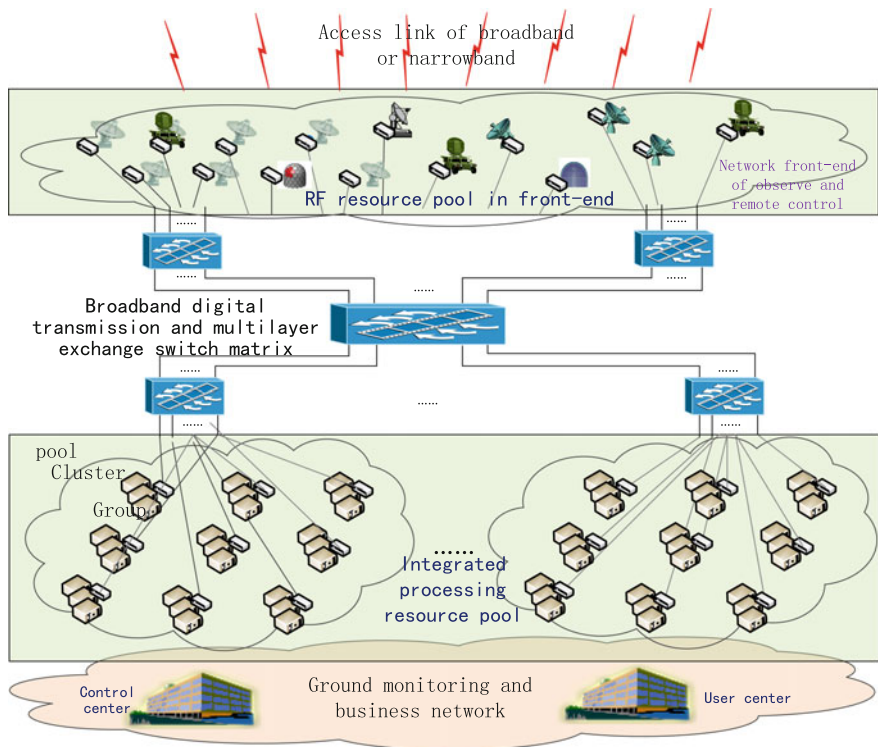 Access link of broadband
or narrowband
Network front-end
of observe and
remote control
RF resource pool in front-end
......
......
......
......
......
Broadband digital
transmission and multilayer
exchange switch matrix
......
......
......
......
......
pool
Cluster
Group
......
Integrated
processing
resource pool
Control
center
Ground monitoring and
business network
User center